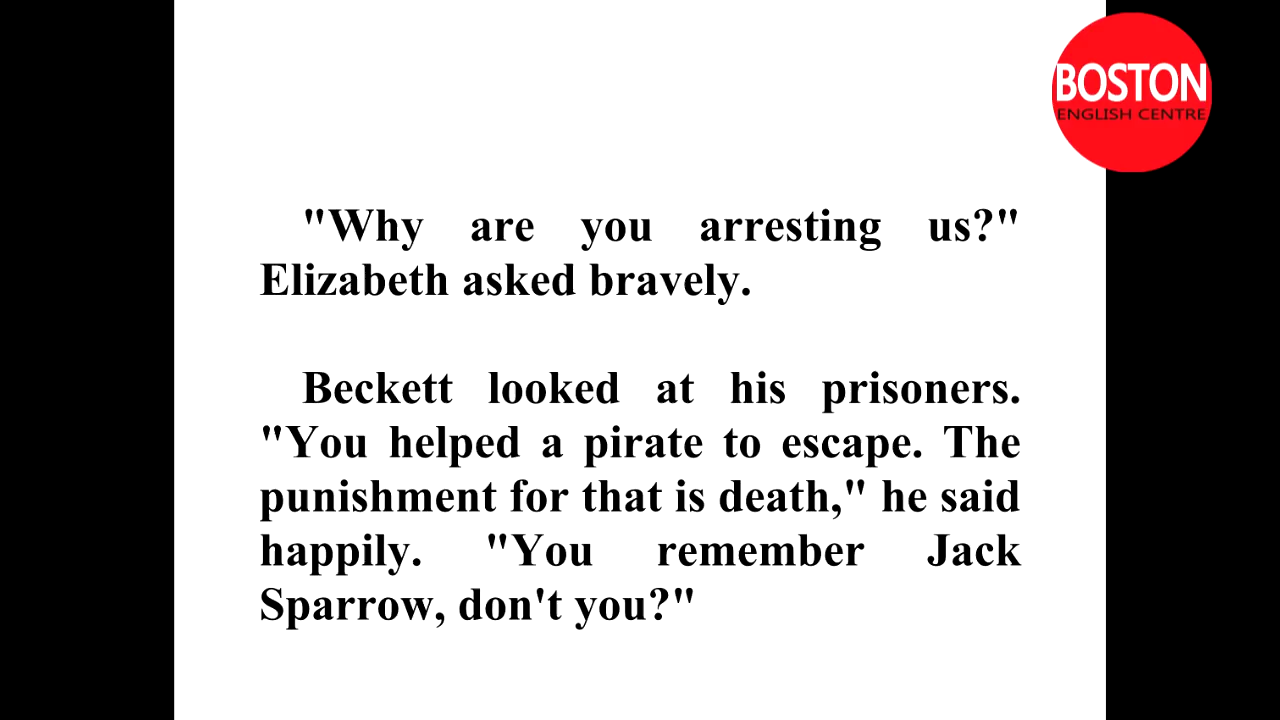 BOSTON
ENGLISH CENTRE
"Why are you arresting us?"
Elizabeth asked bravely.
Beckett looked at his prisoners.
"You helped a pirate to escape. The
punishment for that is death," he said
happily. "You remember Jack
Sparrow, don't you?"